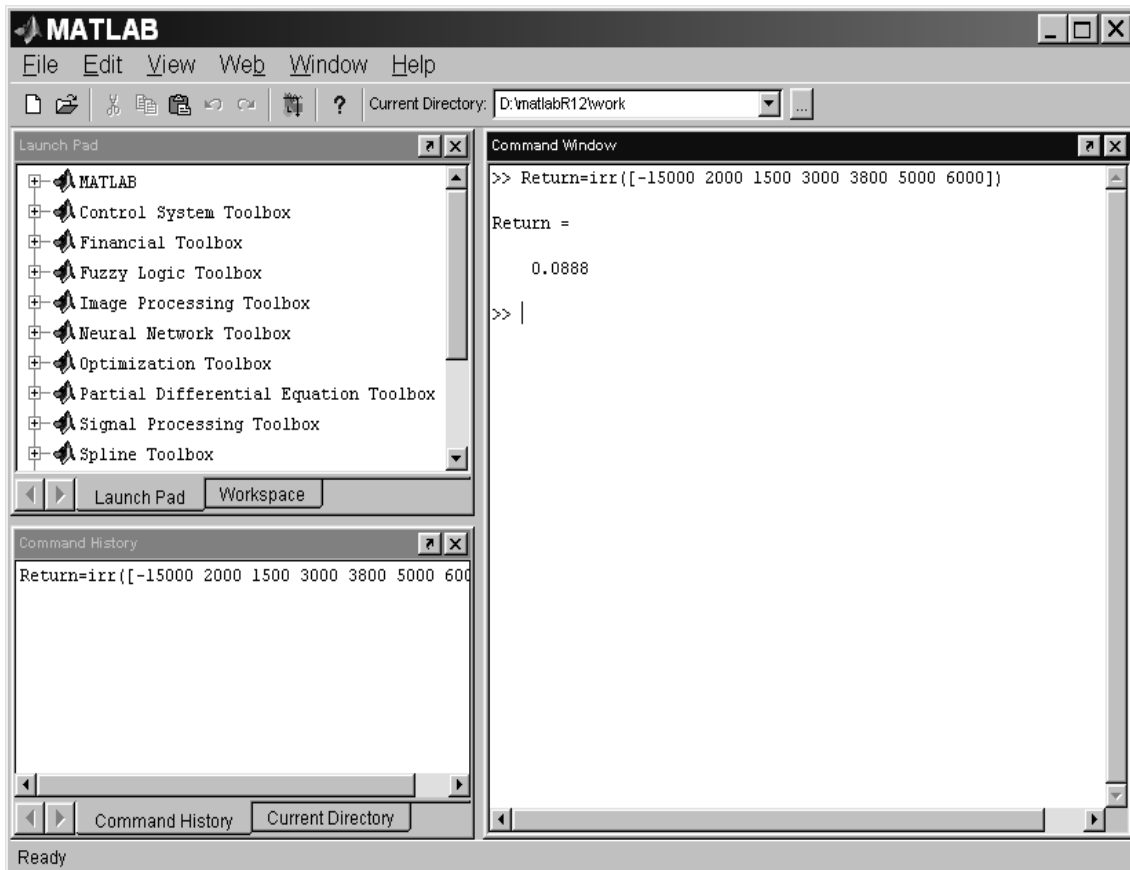 MATLAB
File Edit View Web Window Help
? Current Directory: D:\matlabR12\work ...
Launch Pad
MATLAB
Control System Toolbox
Financial Toolbox
Fuzzy Logic Toolbox
Image Processing Toolbox
Neural Network Toolbox
Optimization Toolbox
Partial Differential Equation Toolbox
Signal Processing Toolbox
Spline Toolbox
Launch Pad Workspace
Command History
Return=irr([-15000 2000 1500 3000 3800 5000 600
Command History Current Directory
Command Window
>> Return=irr([-15000 2000 1500 3000 3800 5000 6000])
Return =
0.0888
>>
Ready